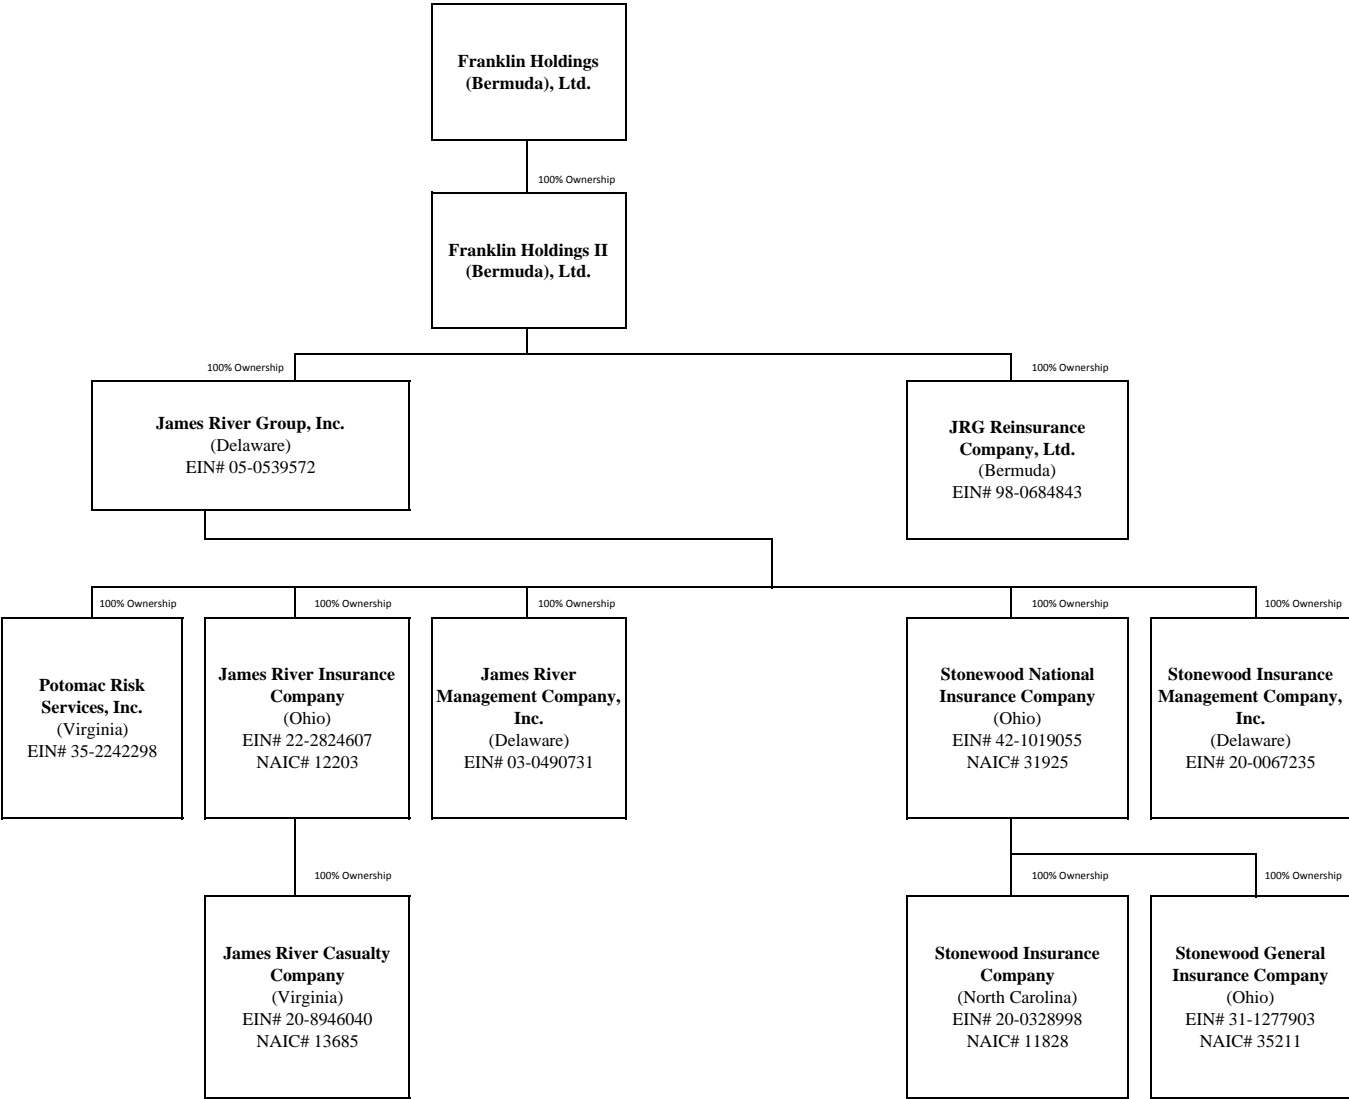 Franklin Holdings
(Bermuda), Ltd.
100% Ownership
Franklin Holdings II
(Bermuda), Ltd.
100% Ownership
100% Ownership
James River Group, Inc.
(Delaware)
EIN# 05-0539572
JRG Reinsurance
Company, Ltd.
(Bermuda)
EIN# 98-0684843
100% Ownership
100% Ownership
100% Ownership
100% Ownership
100% Ownership
Potomac Risk
Services, Inc.
(Virginia)
EIN# 35-2242298
James River Insurance
Company
(Ohio)
EIN# 22-2824607
NAIC# 12203
James River
Management Company,
Inc.
(Delaware)
EIN# 03-0490731
Stonewood National
Insurance Company
(Ohio)
EIN# 42-1019055
NAIC# 31925
Stonewood Insurance
Management Company,
Inc.
(Delaware)
EIN# 20-0067235
100% Ownership
100% Ownership
100% Ownership
James River Casualty
Company
(Virginia)
EIN# 20-8946040
NAIC# 13685
Stonewood Insurance
Company
(North Carolina)
EIN# 20-0328998
NAIC# 11828
Stonewood General
Insurance Company
(Ohio)
EIN# 31-1277903
NAIC# 35211